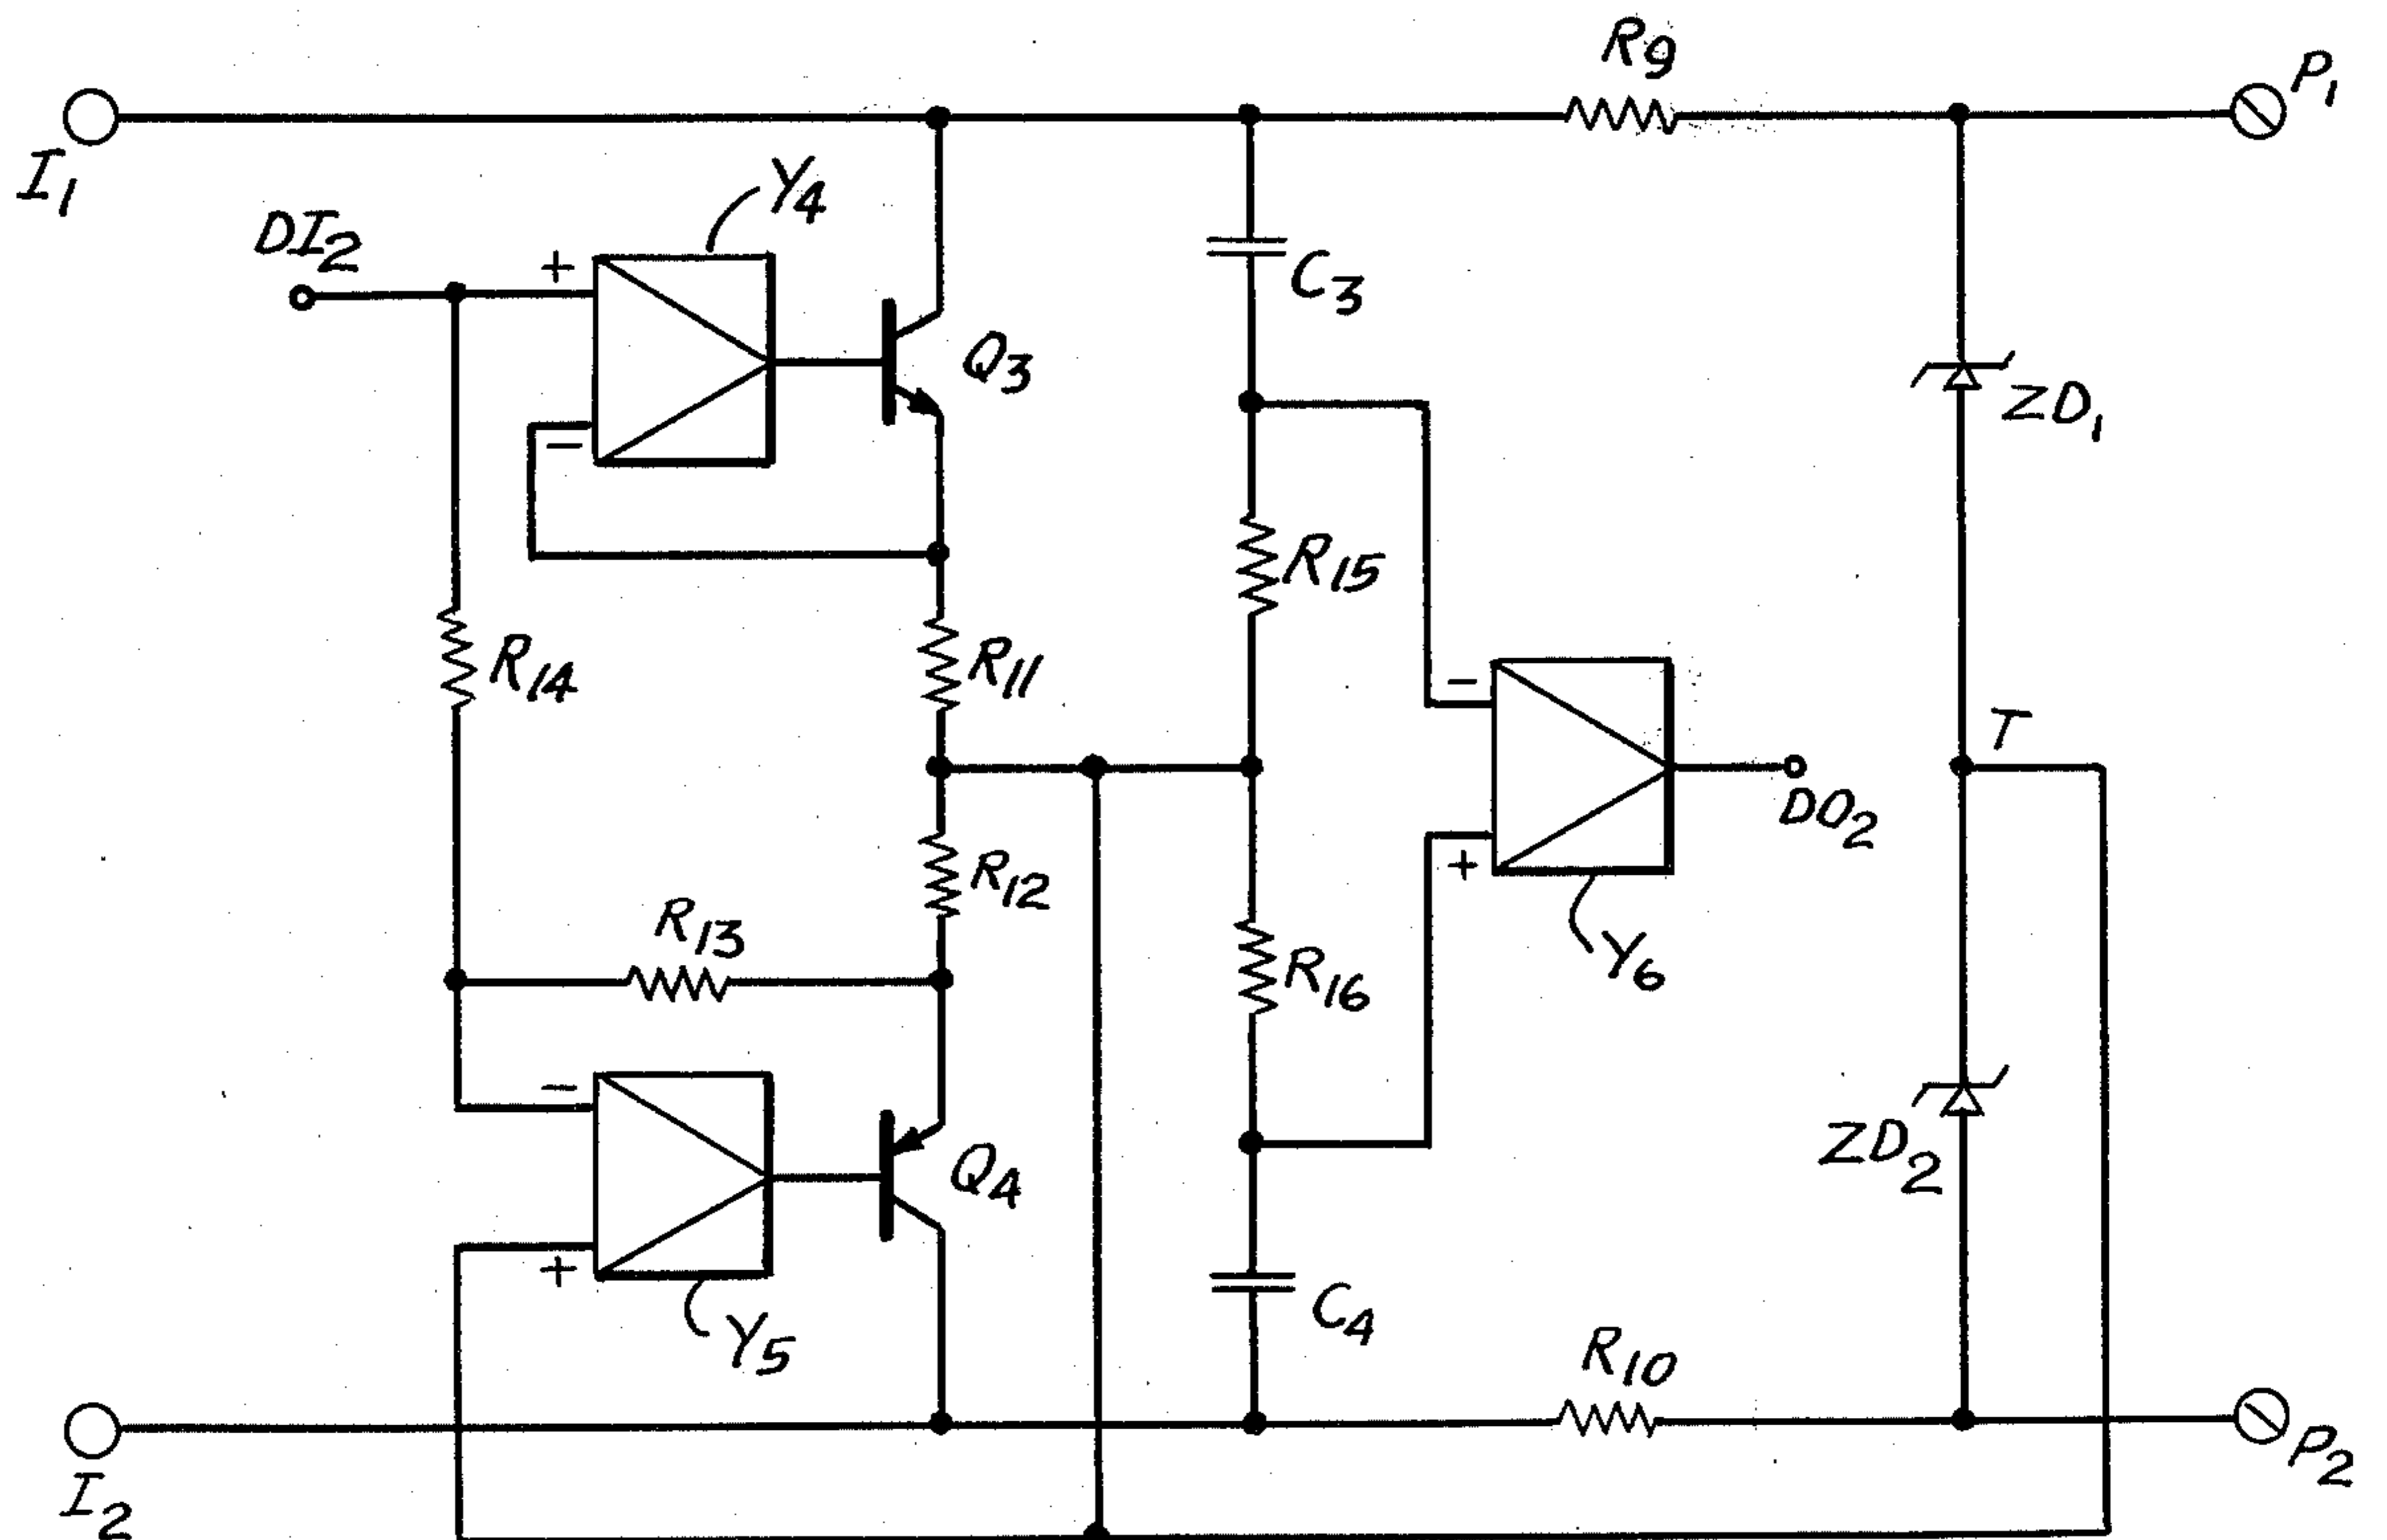 R9
P1
I1
Y4
DI2
+
C3
Q3
ZD1
−
R15
R14
R11
−
T
DO2
+
R12
R13
Y6
R16
−
Q4
ZD2
+
Y5
C4
R10
P2
I2